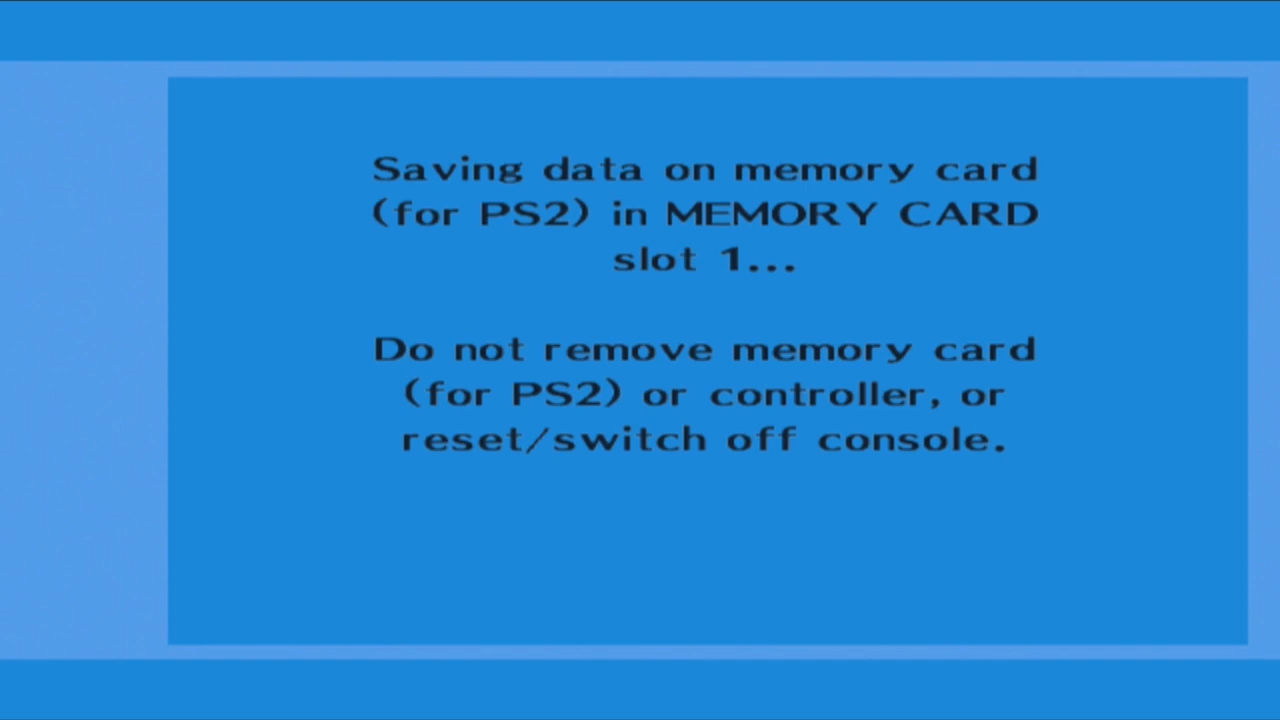 Saving data on memory card
(for PS2) in MEMORY CARD
slot 1...
Do not remove memory card
(for PS2) or controller, or
reset/switch off console.